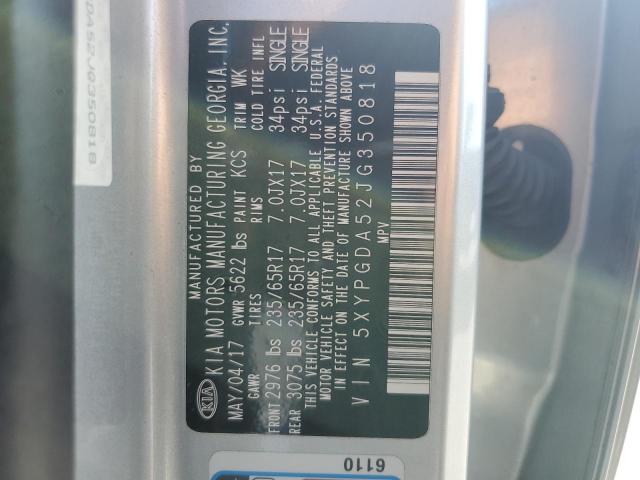 DA52JG350818
KIA
MANUFACTURED BY
KIA MOTORS MANUFACTURING GEORGIA, INC.
MAY/04/17 GVWR 5622 lbs PAINT KCS TRIM WK
GAWR TIRES RIMS COLD TIRE INFL
FRONT 2976 lbs 235/65R17 7.0JX17 34psi SINGLE
REAR 3075 lbs 235/65R17 7.0JX17 34psi SINGLE
THIS VEHICLE CONFORMS TO ALL APPLICABLE U.S.A. FEDERAL
MOTOR VEHICLE SAFETY AND THEFT PREVENTION STANDARDS
IN EFFECT ON THE DATE OF MANUFACTURE SHOWN ABOVE
VIN 5XYPGDA52JG350818
MPV
6110